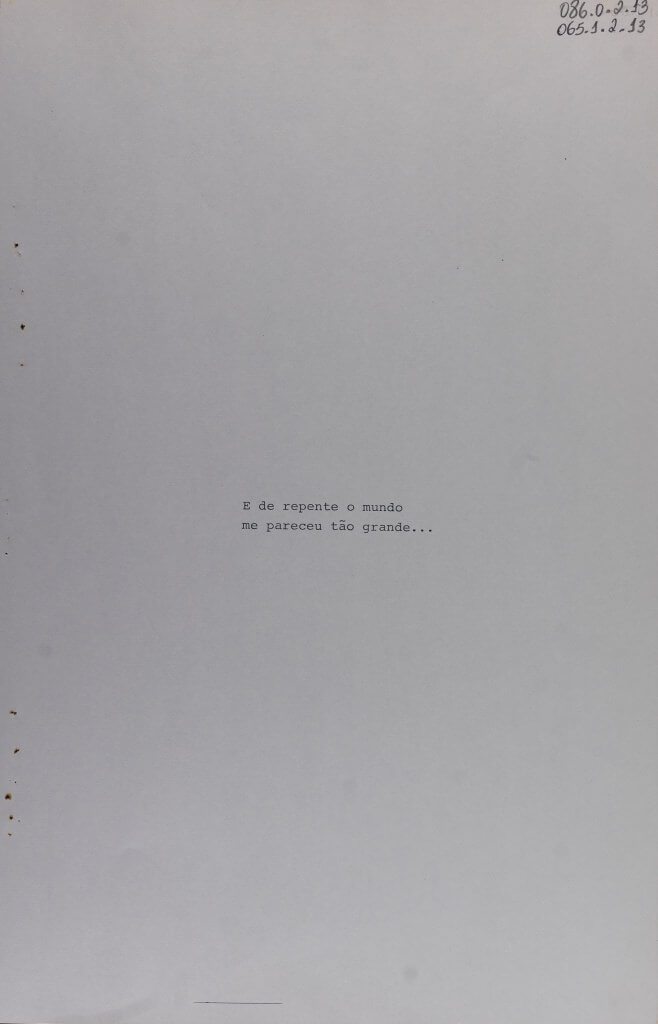 086.0.2.13
065.1.2.13
E de repente o mundo
me pareceu tão grande...